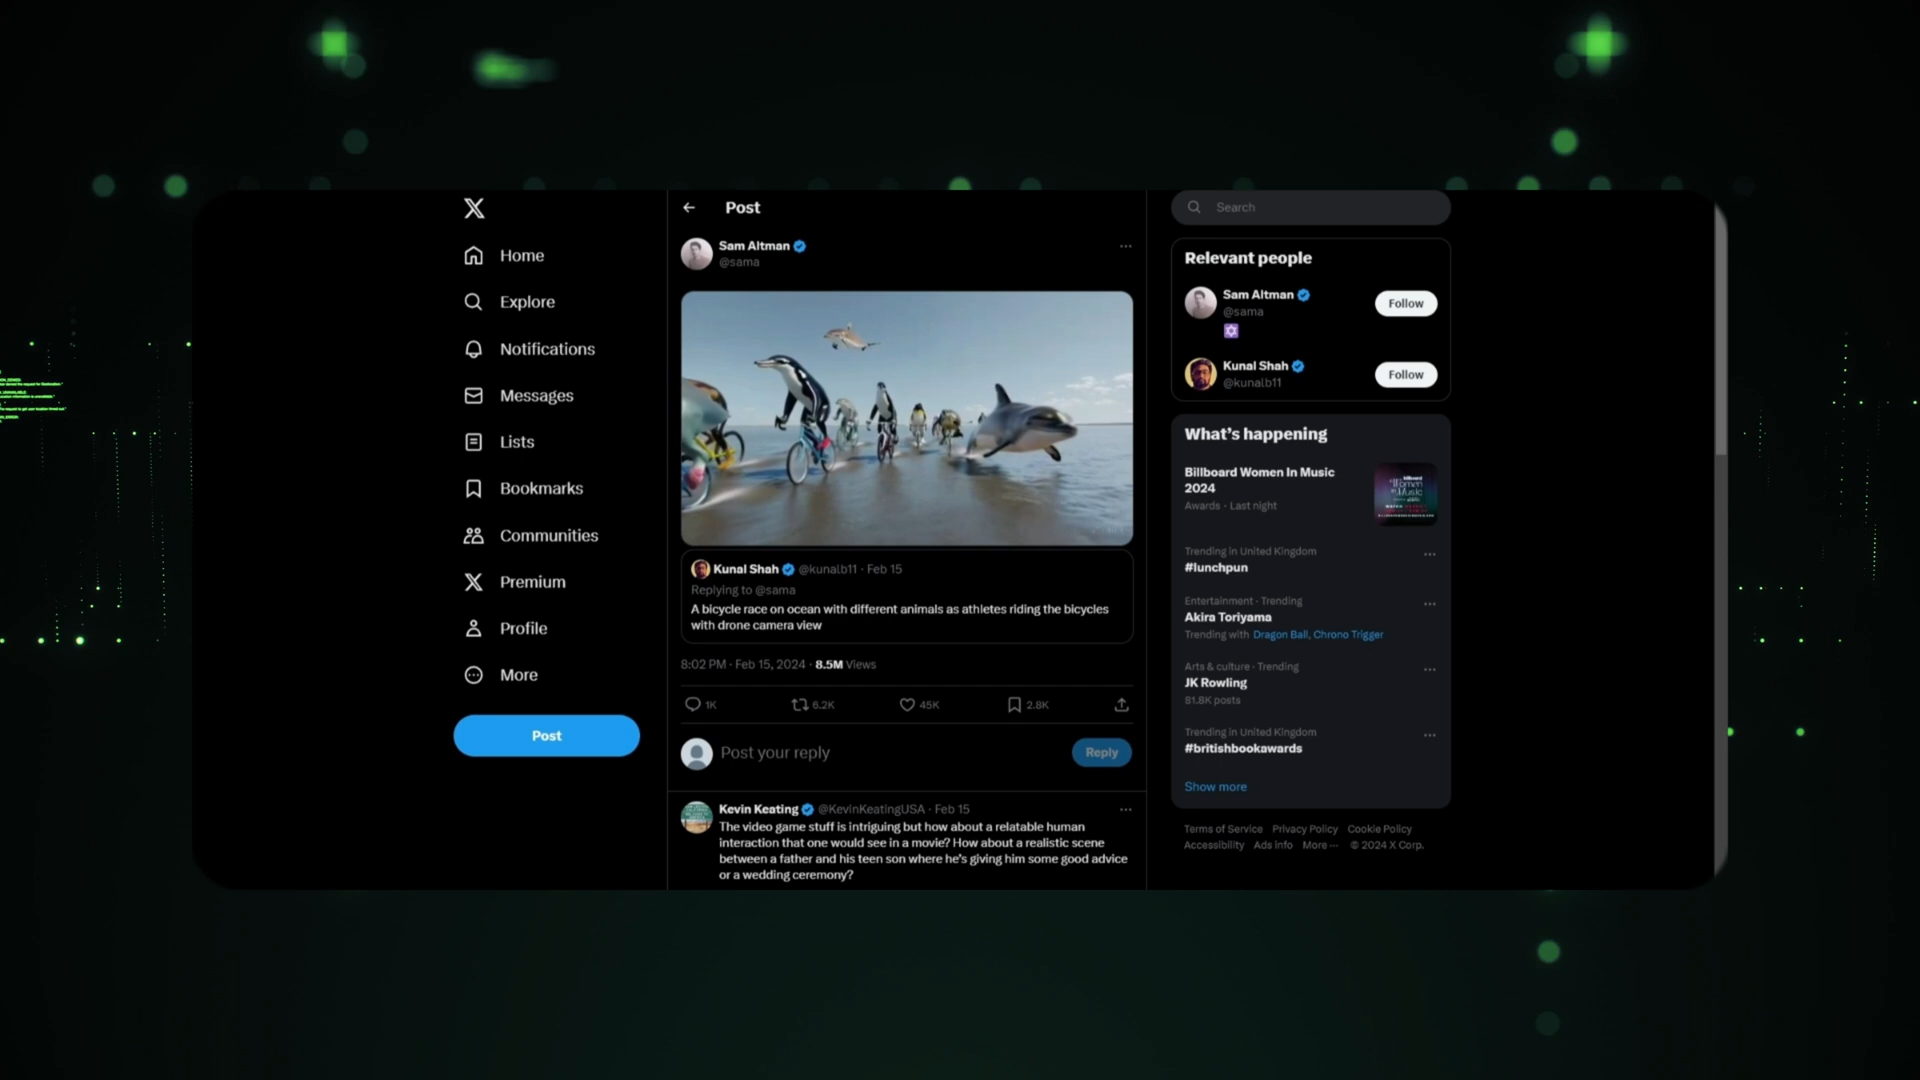 Home
Explore
Notifications
Messages
Lists
Bookmarks
Communities
Premium
Profile
More
Post
Post
Sam Altman
@sama
Kunal Shah @kunalb11 · Feb 15
Replying to @sama
A bicycle race on ocean with different animals as athletes riding the bicycles
with drone camera view
8:02 PM · Feb 15, 2024 · 8.5M Views
1K 6.2K 45K 2.8K
Post your reply
Reply
Kevin Keating @KevinKeatingUSA · Feb 15
The video game stuff is intriguing but how about a relatable human
interaction that one would see in a movie? How about a realistic scene
between a father and his teen son where he's giving him some good advice
or a wedding ceremony?
Search
Relevant people
Sam Altman
@sama
Follow
Kunal Shah
@kunalb11
Follow
What's happening
Billboard Women In Music
2024
Awards · Last night
Trending in United Kingdom
#lunchpun
Entertainment · Trending
Akira Toriyama
Trending with Dragon Ball, Chrono Trigger
Arts & culture · Trending
JK Rowling
81.8K posts
Trending in United Kingdom
#britishbookawards
Show more
Terms of Service Privacy Policy Cookie Policy
Accessibility Ads info More ··· © 2024 X Corp.